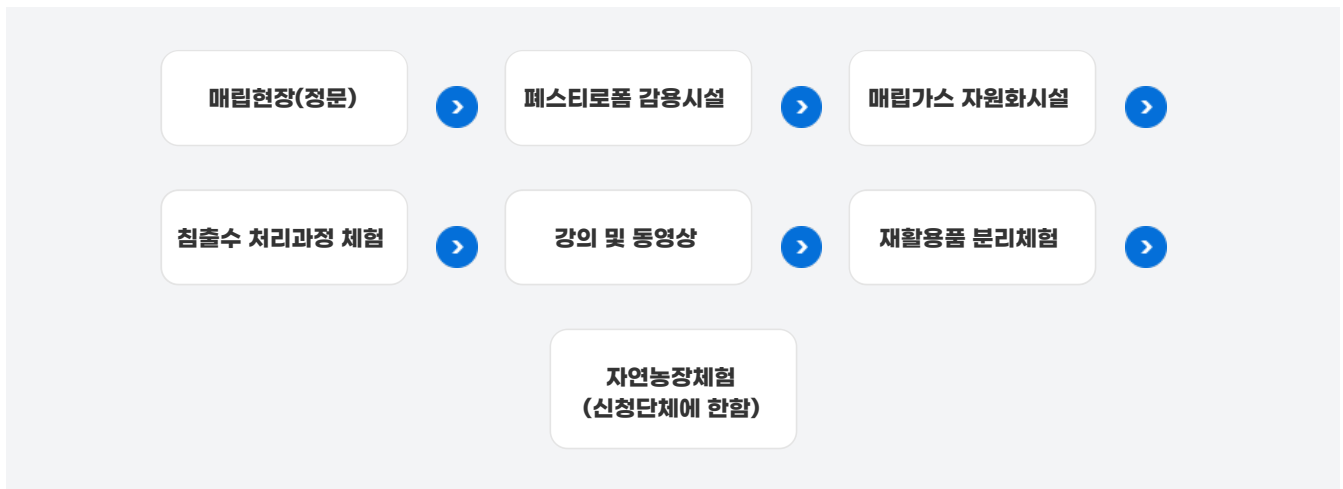 매립현장(정문)
폐스티로폼 감용시설
매립가스 자원화시설
침출수 처리과정 체험
강의 및 동영상
재활용품 분리체험
자연농장체험
(신청단체에 한함)